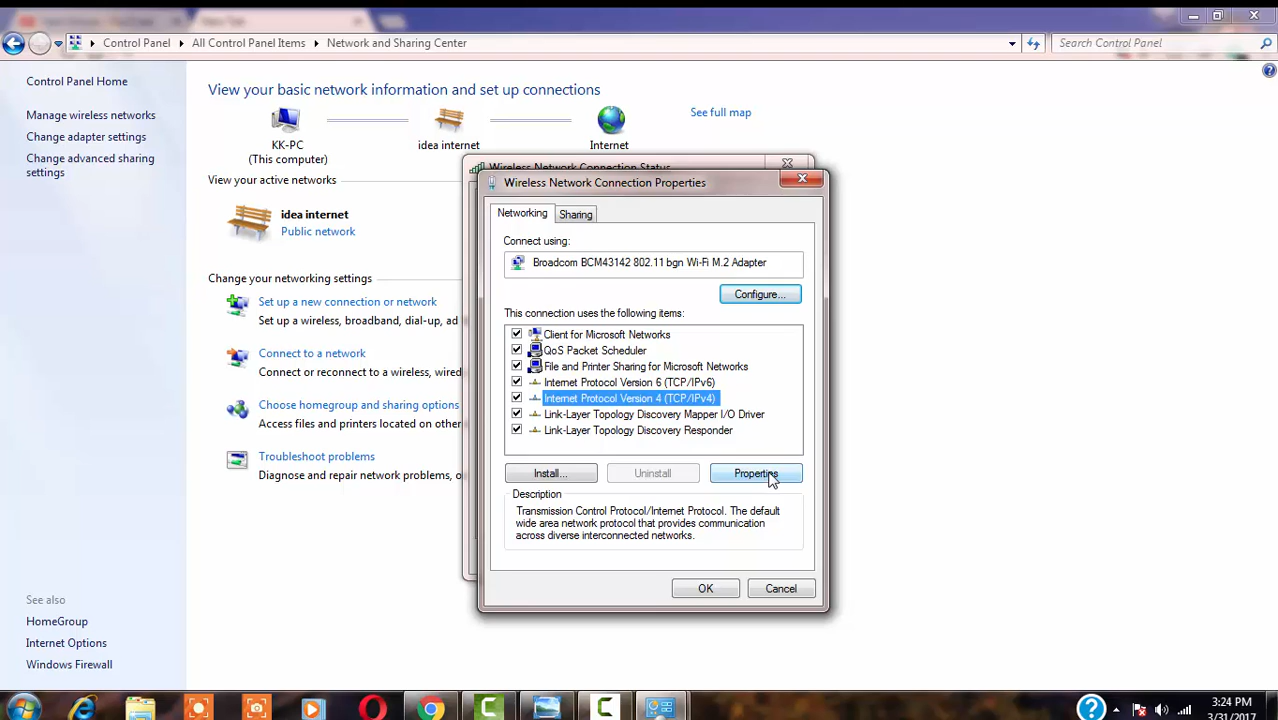 Control Panel
All Control Panel Items
Network and Sharing Center
Search Control Panel
Control Panel Home
Manage wireless networks
Change adapter settings
Change advanced sharing
settings
See also
HomeGroup
Internet Options
Windows Firewall
View your basic network information and set up connections
KK-PC
(This computer)
idea internet
Internet
See full map
View your active networks
idea internet
Public network
Change your networking settings
Set up a new connection or network
Set up a wireless, broadband, dial-up, ad
Connect to a network
Connect or reconnect to a wireless, wired,
Choose homegroup and sharing options
Access files and printers located on other
Troubleshoot problems
Diagnose and repair network problems, o
Wireless Network Connection Status
Wireless Network Connection Properties
Networking
Sharing
Connect using:
Broadcom BCM43142 802.11 bgn Wi-Fi M.2 Adapter
Configure...
This connection uses the following items:
Client for Microsoft Networks
QoS Packet Scheduler
File and Printer Sharing for Microsoft Networks
Internet Protocol Version 6 (TCP/IPv6)
Internet Protocol Version 4 (TCP/IPv4)
Link-Layer Topology Discovery Mapper I/O Driver
Link-Layer Topology Discovery Responder
Install...
Uninstall
Properties
Description
Transmission Control Protocol/Internet Protocol. The default
wide area network protocol that provides communication
across diverse interconnected networks.
OK
Cancel
3:24 PM
3/31/2017